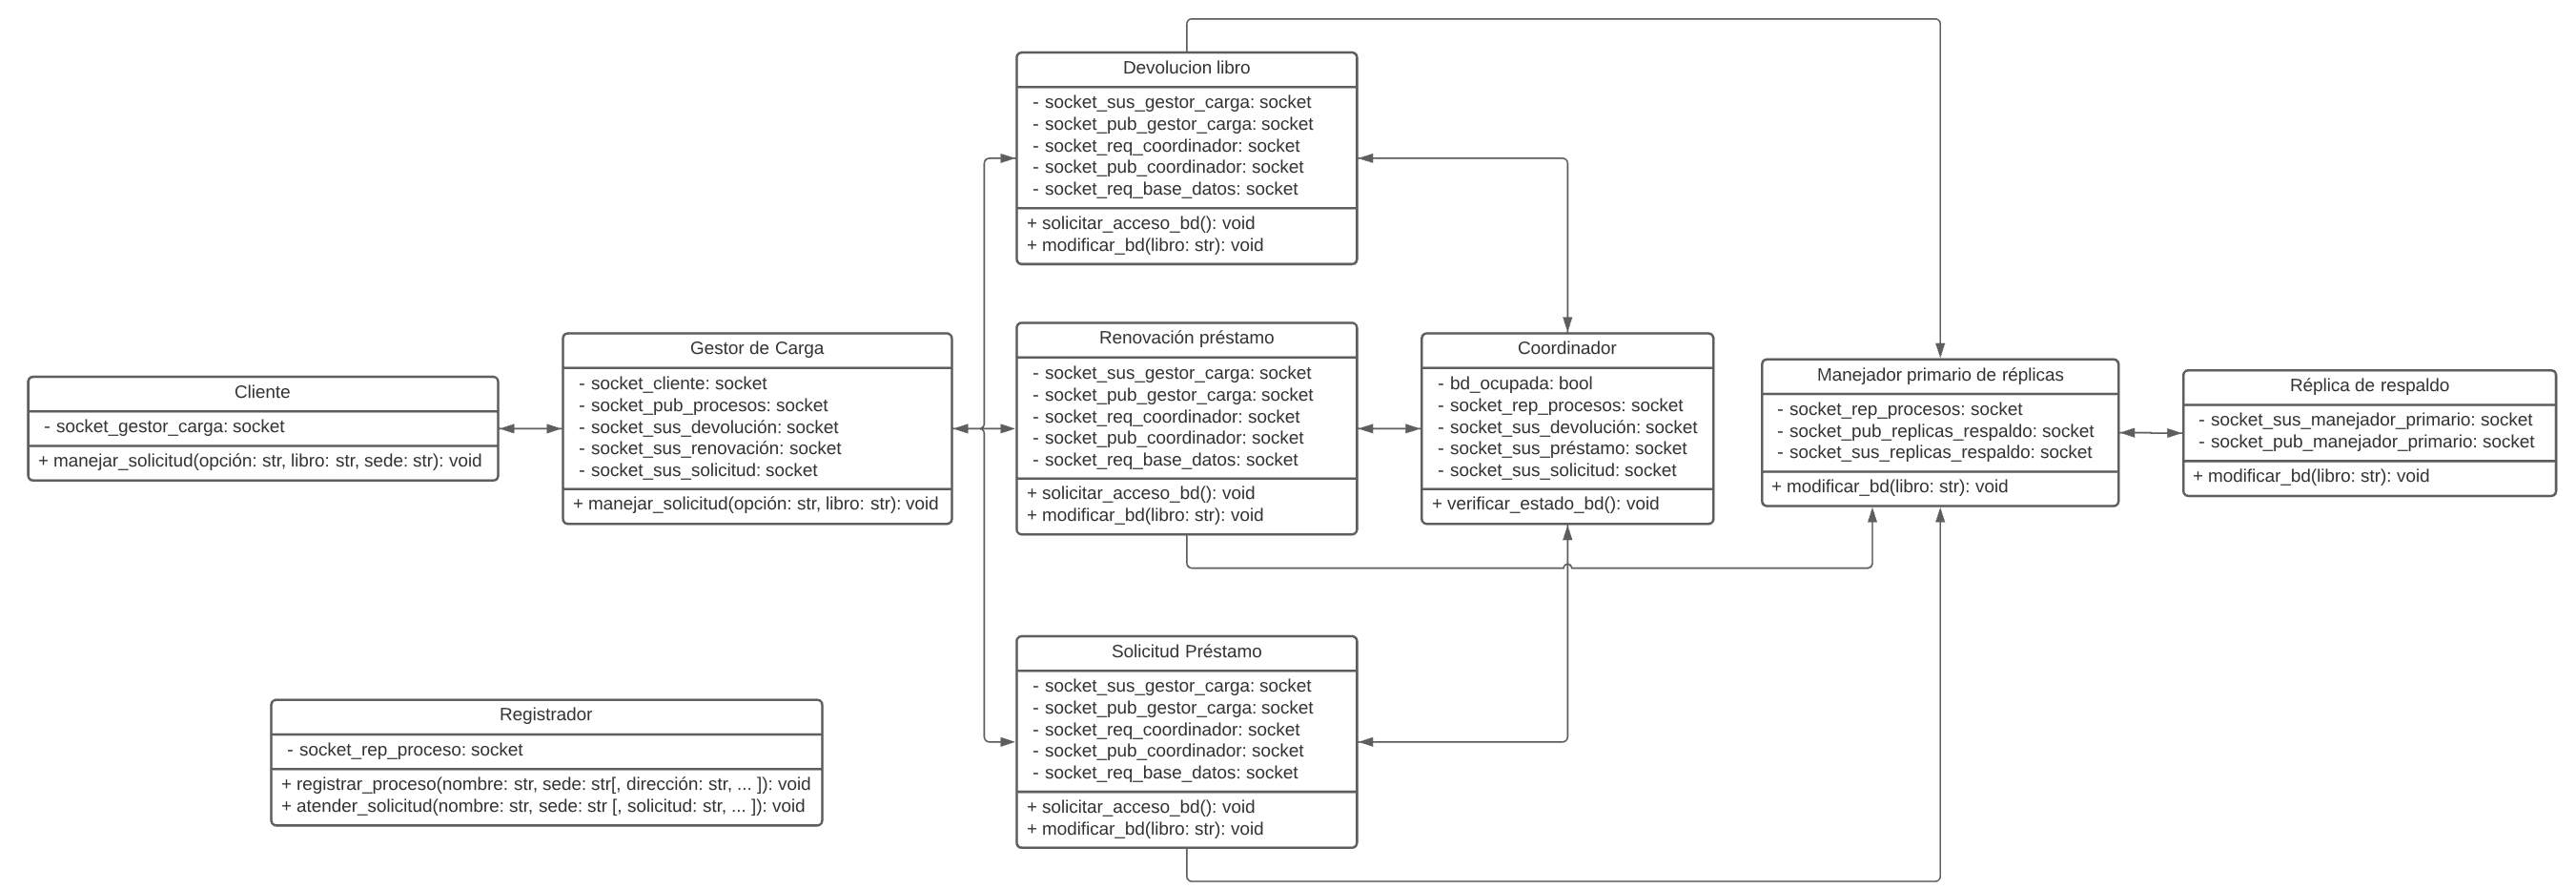 Devolucion libro
- socket_sus_gestor_carga: socket
- socket_pub_gestor_carga: socket
- socket_req_coordinador: socket
- socket_pub_coordinador: socket
- socket_req_base_datos: socket
+ solicitar_acceso_bd(): void
+ modificar_bd(libro: str): void
Cliente
- socket_gestor_carga: socket
+ manejar_solicitud(opción: str, libro: str, sede: str): void
Gestor de Carga
- socket_cliente: socket
- socket_pub_procesos: socket
- socket_sus_devolución: socket
- socket_sus_renovación: socket
- socket_sus_solicitud: socket
+ manejar_solicitud(opción: str, libro: str): void
Renovación préstamo
- socket_sus_gestor_carga: socket
- socket_pub_gestor_carga: socket
- socket_req_coordinador: socket
- socket_pub_coordinador: socket
- socket_req_base_datos: socket
+ solicitar_acceso_bd(): void
+ modificar_bd(libro: str): void
Coordinador
- bd_ocupada: bool
- socket_rep_procesos: socket
- socket_sus_devolución: socket
- socket_sus_préstamo: socket
- socket_sus_solicitud: socket
+ verificar_estado_bd(): void
Manejador primario de réplicas
- socket_rep_procesos: socket
- socket_pub_replicas_respaldo: socket
- socket_sus_replicas_respaldo: socket
+ modificar_bd(libro: str): void
Réplica de respaldo
- socket_sus_manejador_primario: socket
- socket_pub_manejador_primario: socket
+ modificar_bd(libro: str): void
Registrador
- socket_rep_proceso: socket
+ registrar_proceso(nombre: str, sede: str[, dirección: str, ... ]): void
+ atender_solicitud(nombre: str, sede: str [, solicitud: str, ... ]): void
Solicitud Préstamo
- socket_sus_gestor_carga: socket
- socket_pub_gestor_carga: socket
- socket_req_coordinador: socket
- socket_pub_coordinador: socket
- socket_req_base_datos: socket
+ solicitar_acceso_bd(): void
+ modificar_bd(libro: str): void